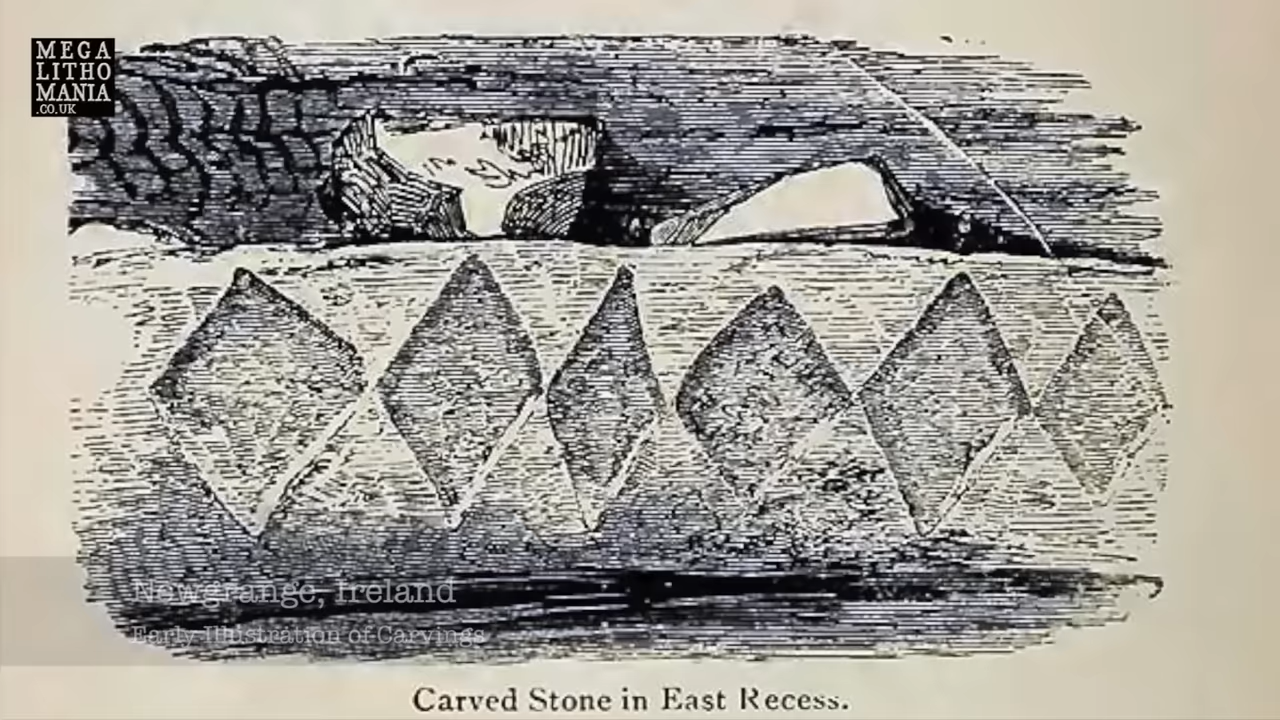 MEGA
LITHO
MANIA
.CO.UK
Newgrange, Ireland
Early Illustration of Carvings
Carved Stone in East Recess.